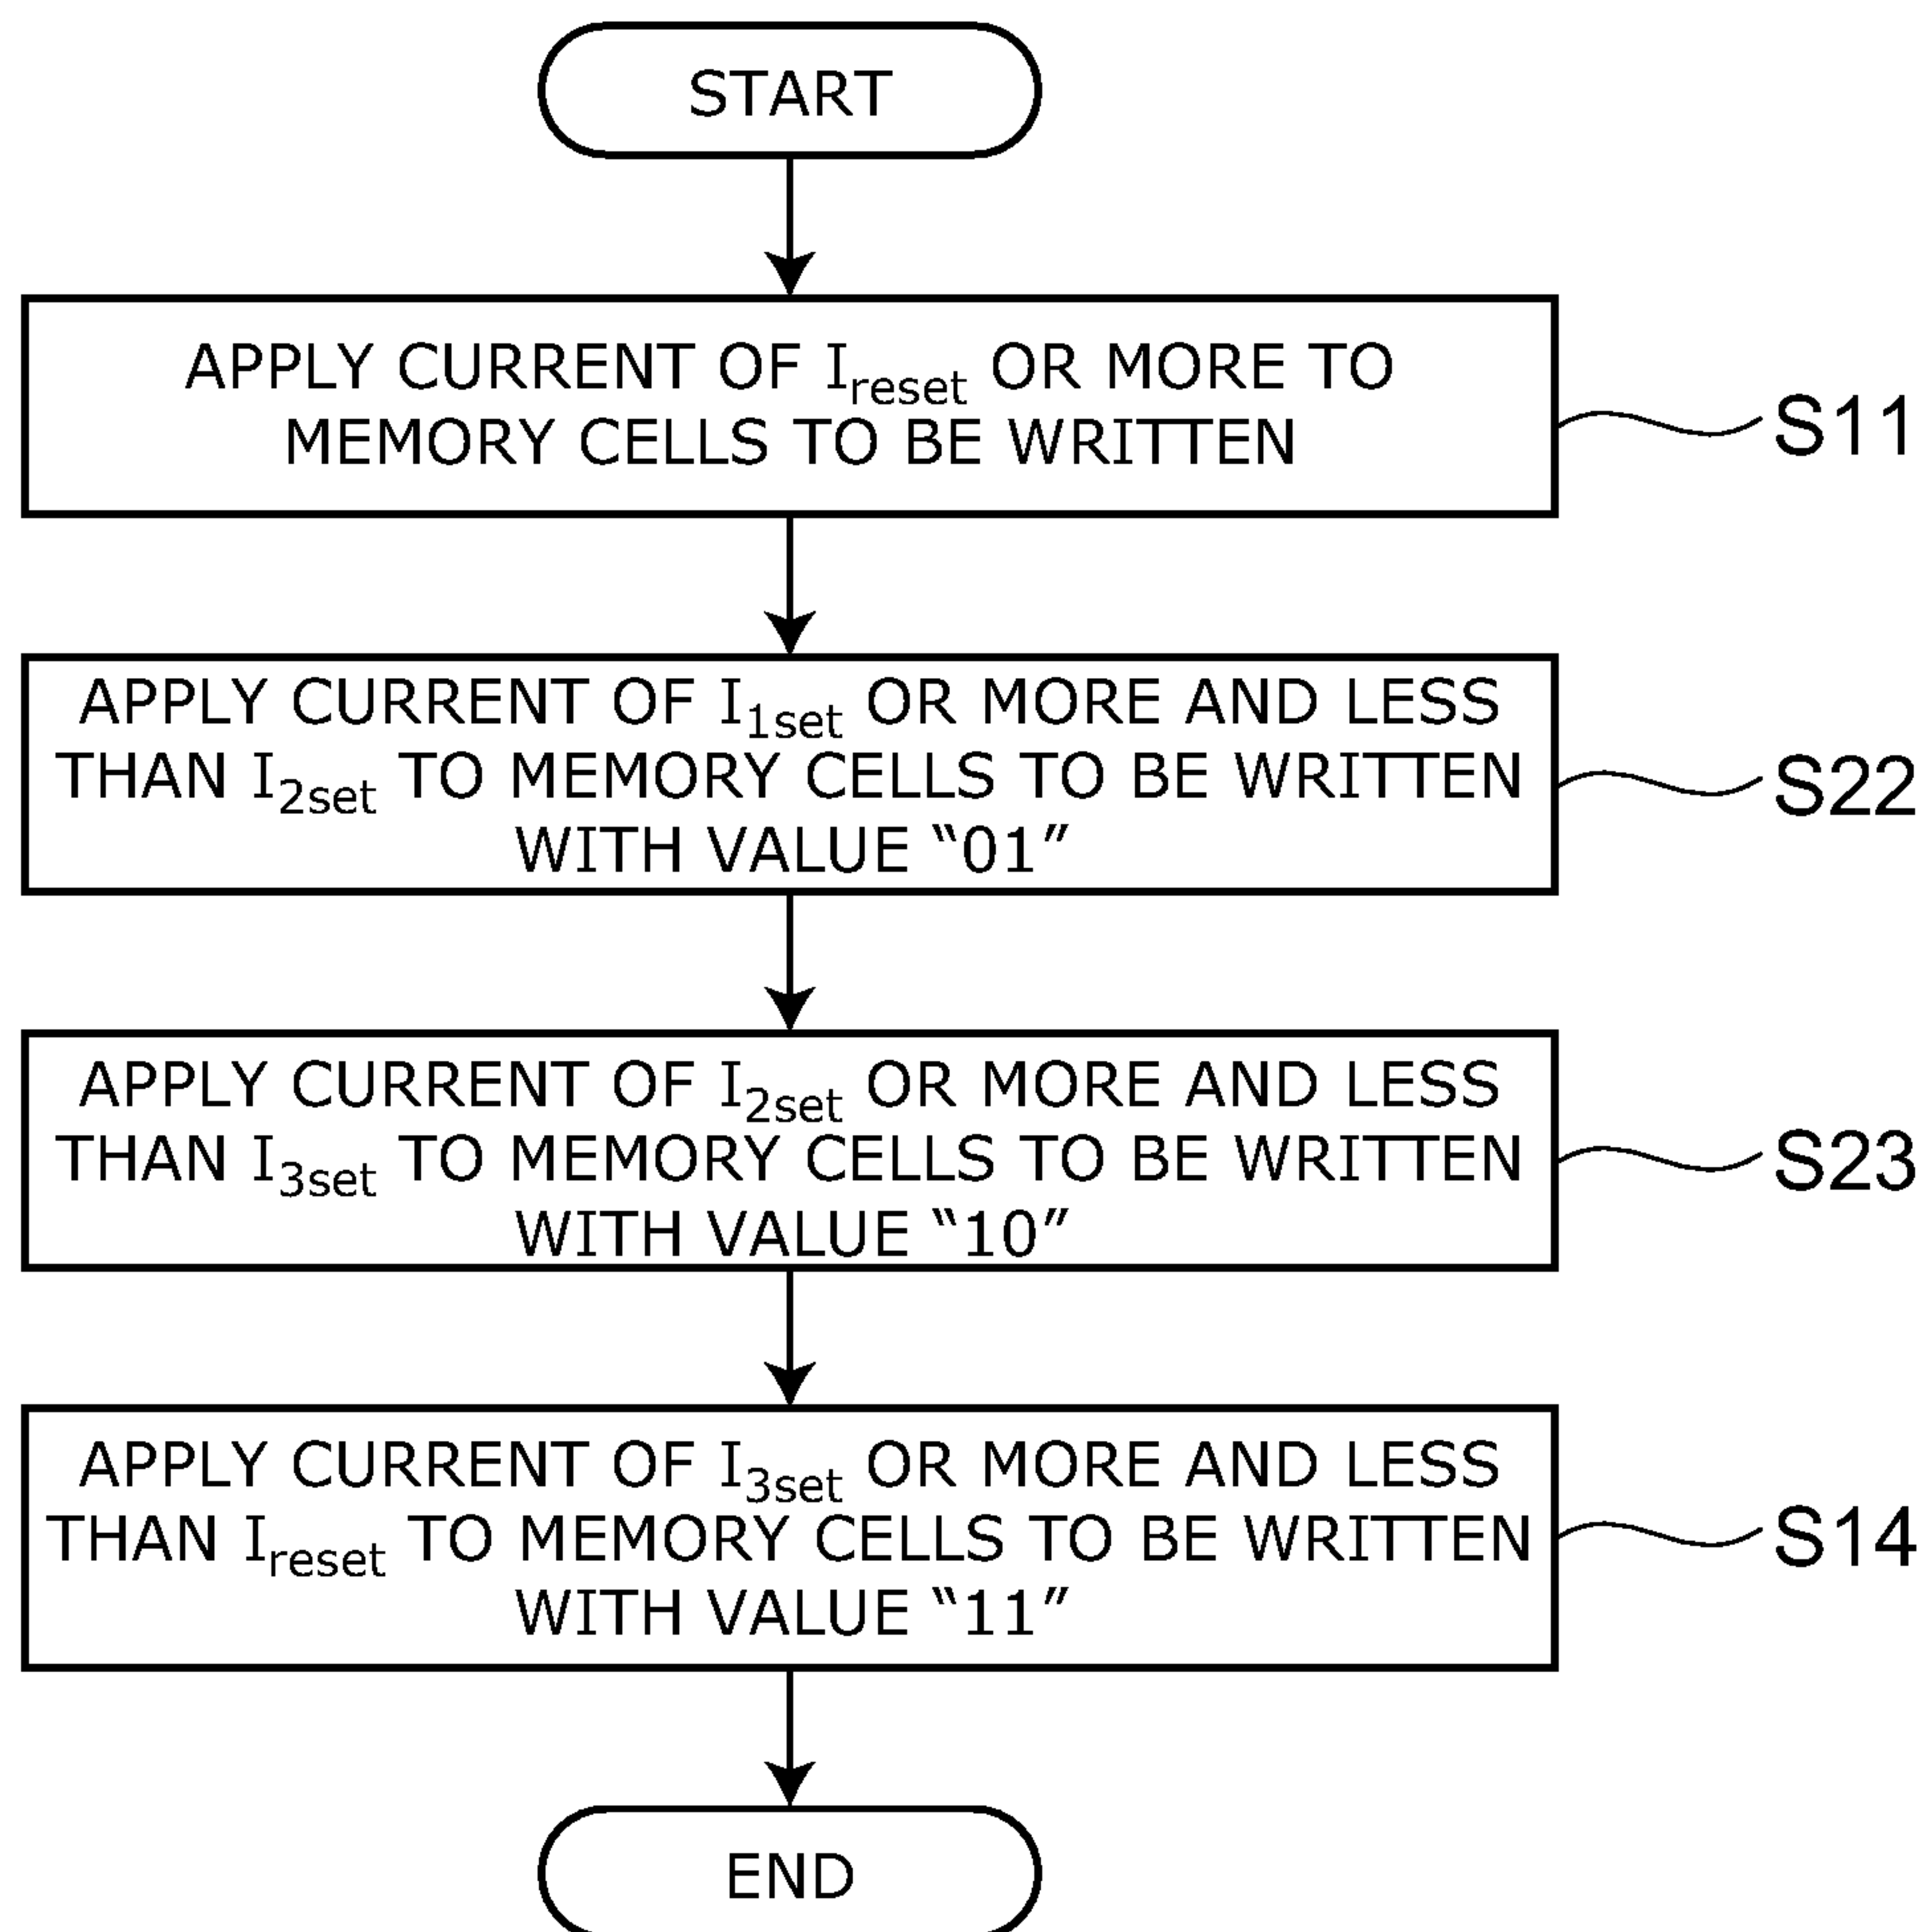 START
APPLY CURRENT OF Ireset OR MORE TO
MEMORY CELLS TO BE WRITTEN
S11
APPLY CURRENT OF I1set OR MORE AND LESS
THAN I2set TO MEMORY CELLS TO BE WRITTEN
WITH VALUE “01”
S22
APPLY CURRENT OF I2set OR MORE AND LESS
THAN I3set TO MEMORY CELLS TO BE WRITTEN
WITH VALUE “10”
S23
APPLY CURRENT OF I3set OR MORE AND LESS
THAN Ireset TO MEMORY CELLS TO BE WRITTEN
WITH VALUE “11”
S14
END